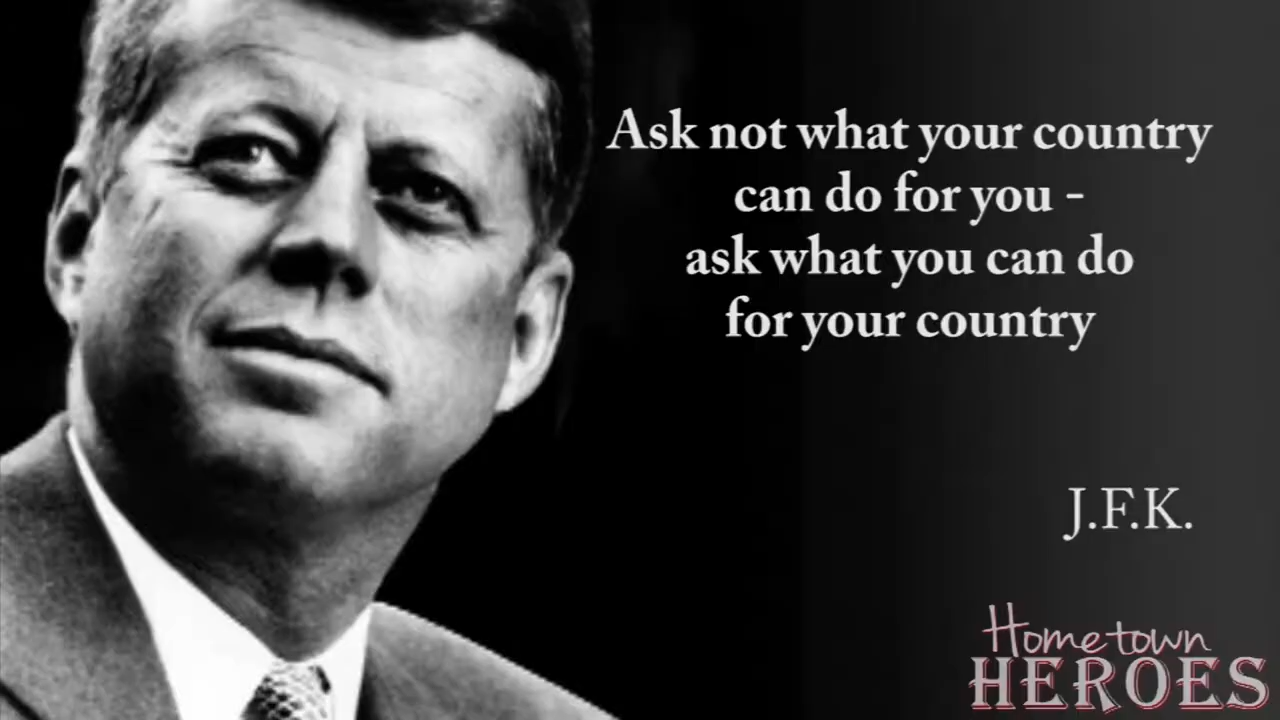 Ask not what your country
can do for you -
ask what you can do
for your country
J.F.K.
Hometown
HEROES